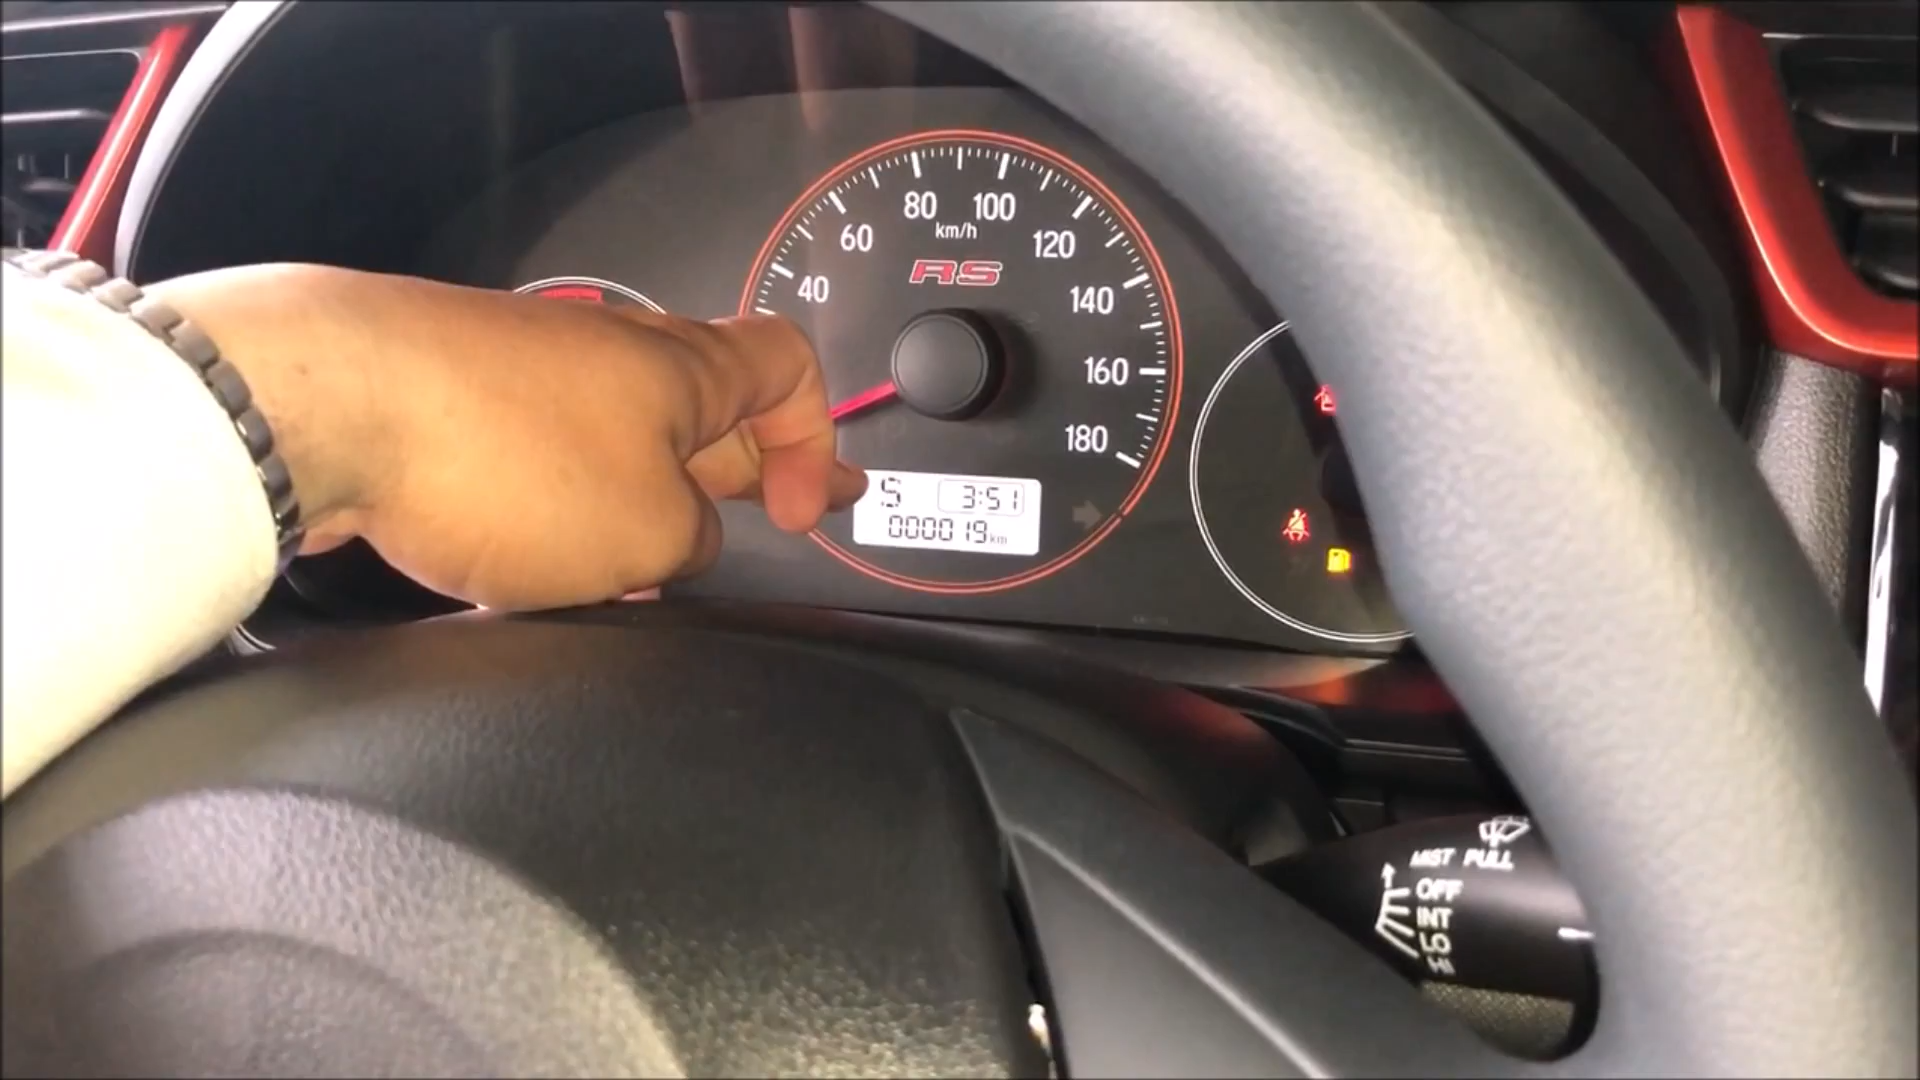 80 100
km/h
60 120
RS
40 140
160
180
S 3:51
000019 km
MIST PULL
OFF
INT
LO
HI